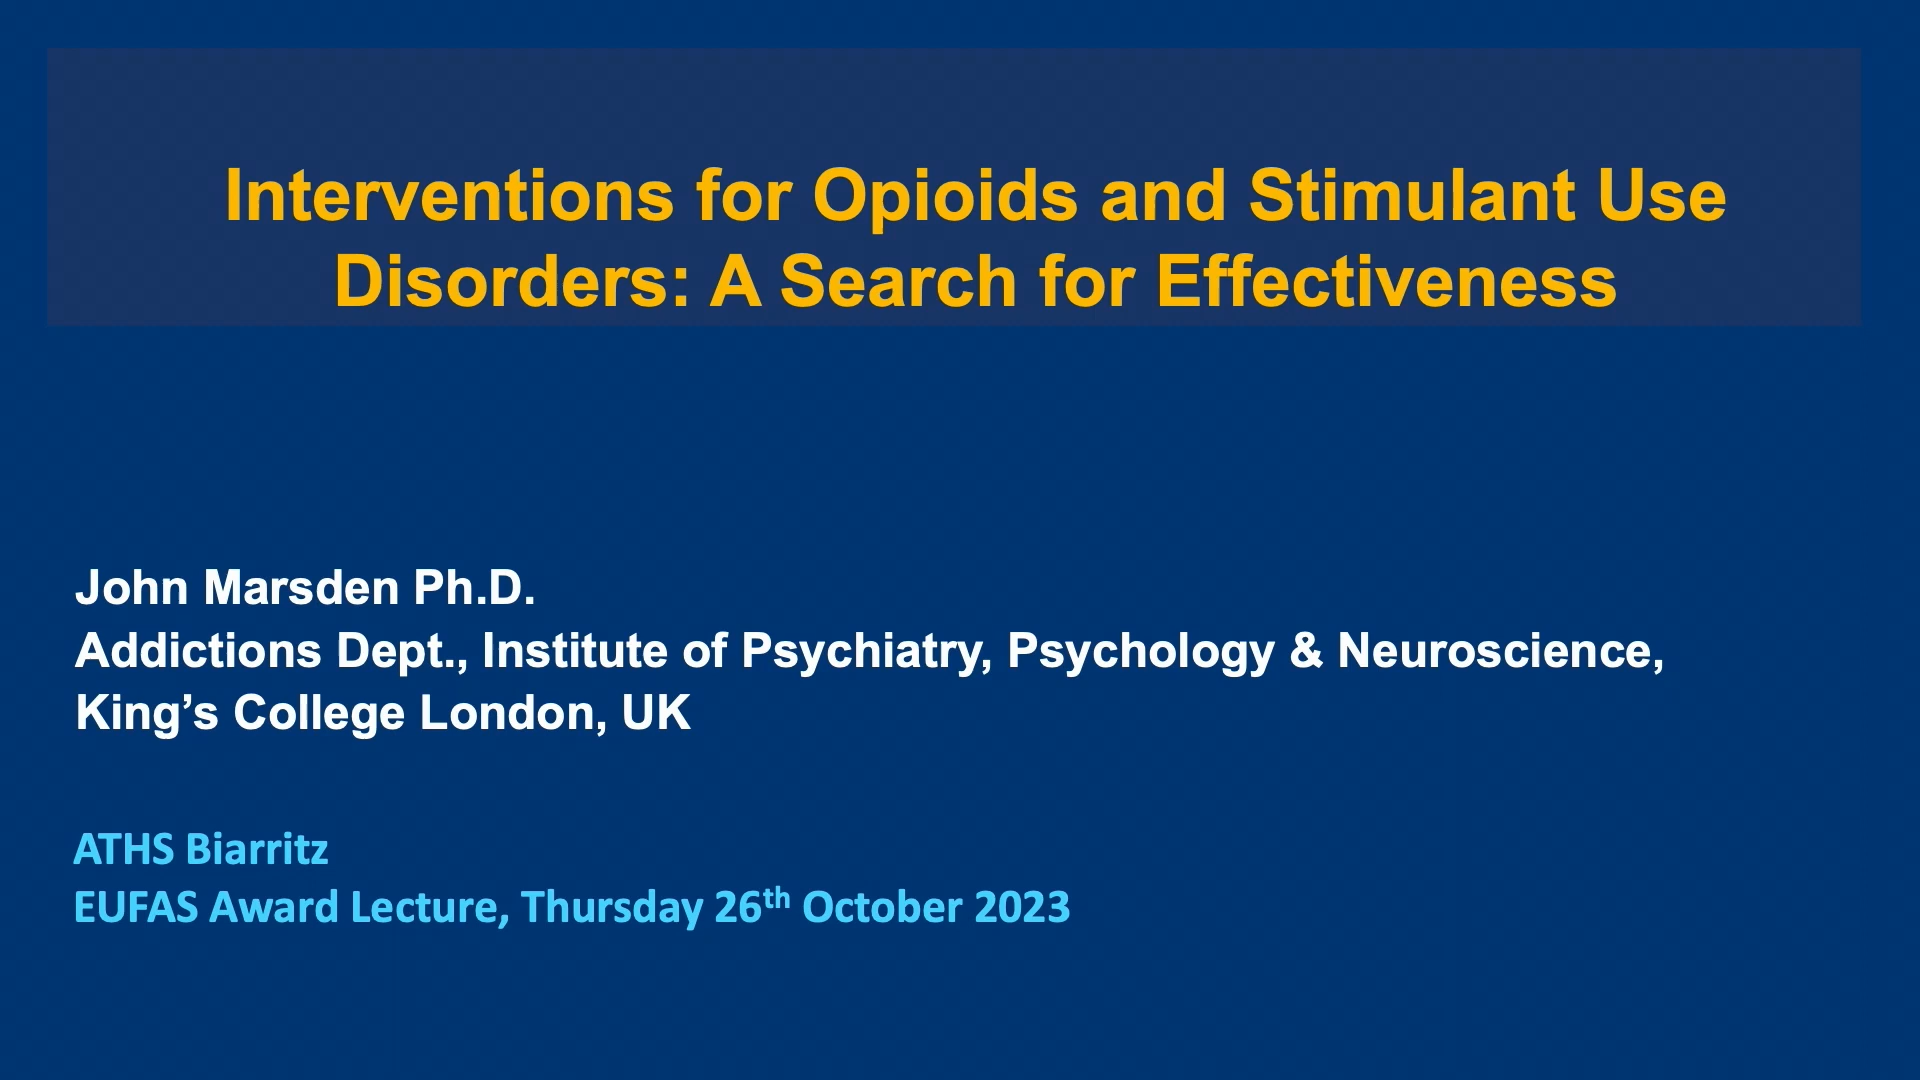 Interventions for Opioids and Stimulant Use
Disorders: A Search for Effectiveness
John Marsden Ph.D.
Addictions Dept., Institute of Psychiatry, Psychology & Neuroscience,
King’s College London, UK
ATHS Biarritz
EUFAS Award Lecture, Thursday 26th October 2023